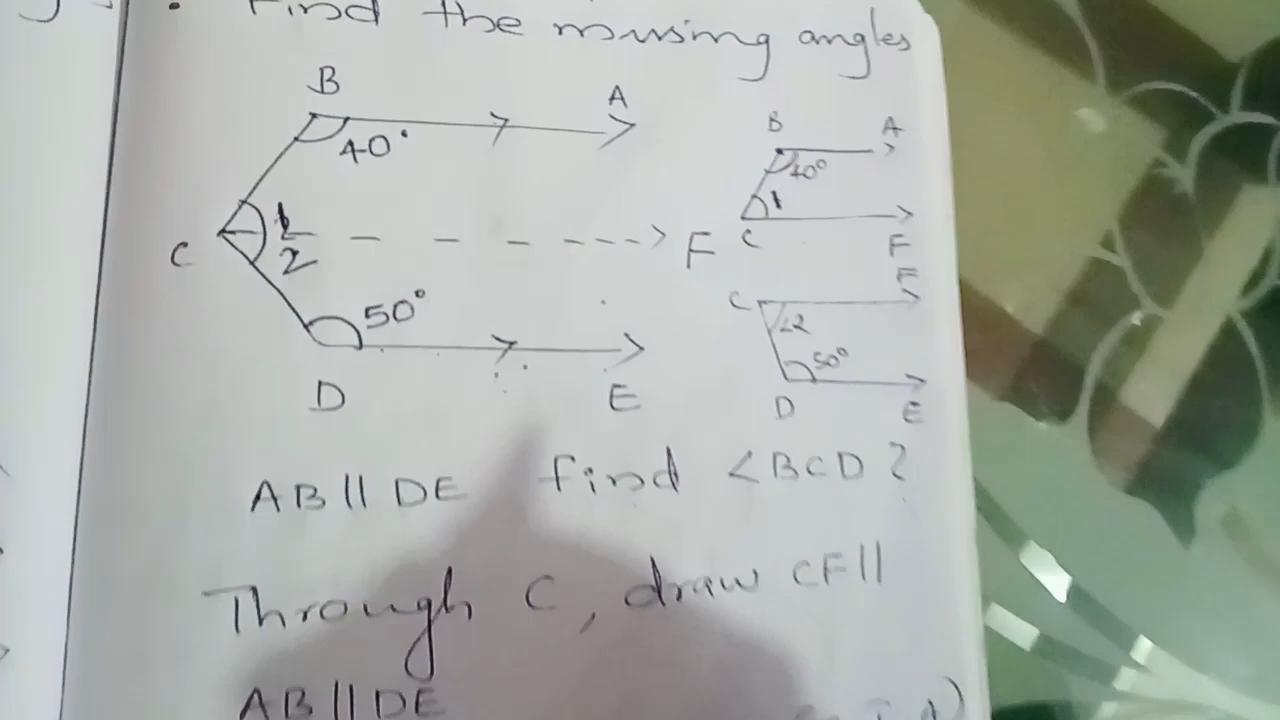 Find the missing angles
B
A
40°
C
1
2
F
50°
D
E
B
A
40°
1
C
F
F
C
∠2
50°
D
E
AB || DE find <BCD?
Through C, draw CF ||
AB || DE